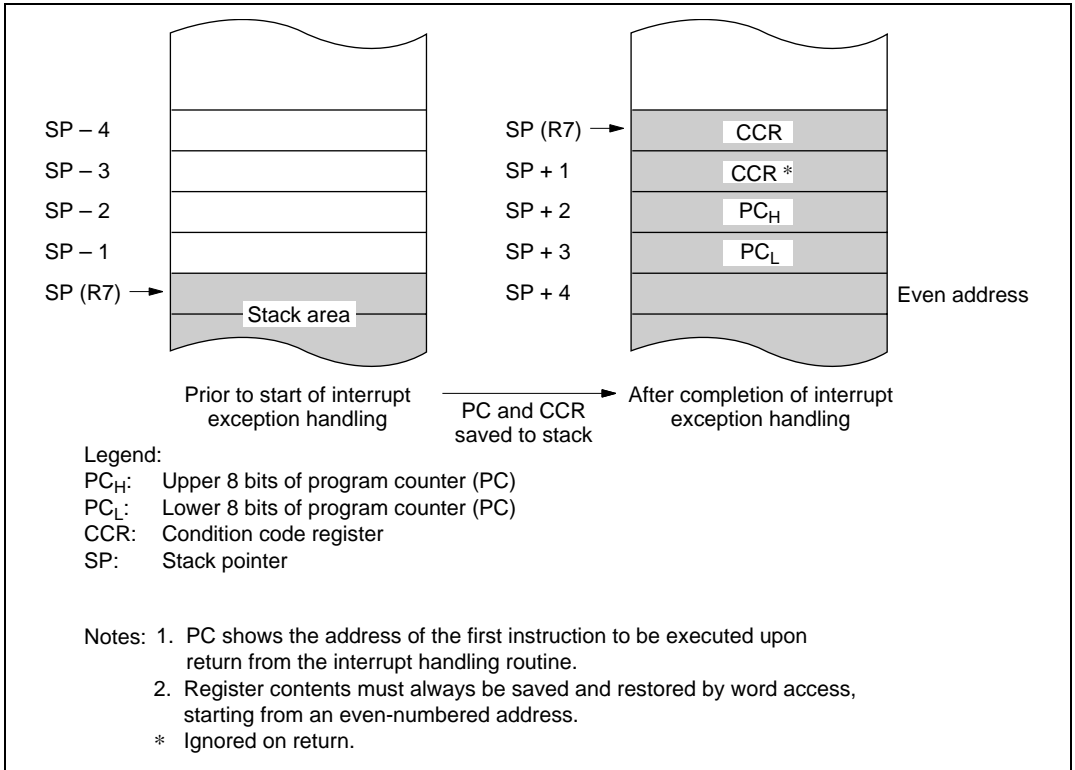 SP – 4
SP – 3
SP – 2
SP – 1
SP (R7)
Stack area
SP (R7)
SP + 1
SP + 2
SP + 3
SP + 4
CCR
CCR *
PCH
PCL
Even address
Prior to start of interrupt
exception handling
PC and CCR
saved to stack
After completion of interrupt
exception handling
Legend:
PCH: Upper 8 bits of program counter (PC)
PCL: Lower 8 bits of program counter (PC)
CCR: Condition code register
SP: Stack pointer
Notes: 1. PC shows the address of the first instruction to be executed upon
return from the interrupt handling routine.
2. Register contents must always be saved and restored by word access,
starting from an even-numbered address.
* Ignored on return.